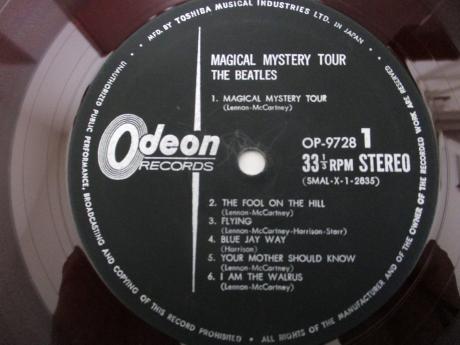 MFD. BY TOSHIBA MUSICAL INDUSTRIES LTD. IN JAPAN
MAGICAL MYSTERY TOUR
THE BEATLES
1. MAGICAL MYSTERY TOUR
(Lennon-McCartney)
Odeon
RECORDS
OP-9728 1
33⅓ RPM STEREO
(SMAL-X-1-2835)
2. THE FOOL ON THE HILL
(Lennon-McCartney)
3. FLYING
(Lennon-McCartney-Harrison-Starr)
4. BLUE JAY WAY
(Harrison)
5. YOUR MOTHER SHOULD KNOW
(Lennon-McCartney)
6. I AM THE WALRUS
(Lennon-McCartney)
UNAUTHORIZED PUBLIC PERFORMANCE, BROADCASTING AND COPYING OF THIS RECORD PROHIBITED • ALL RIGHTS OF THE MANUFACTURER AND OF THE OWNER OF THE RECORDED WORK ARE RESERVED